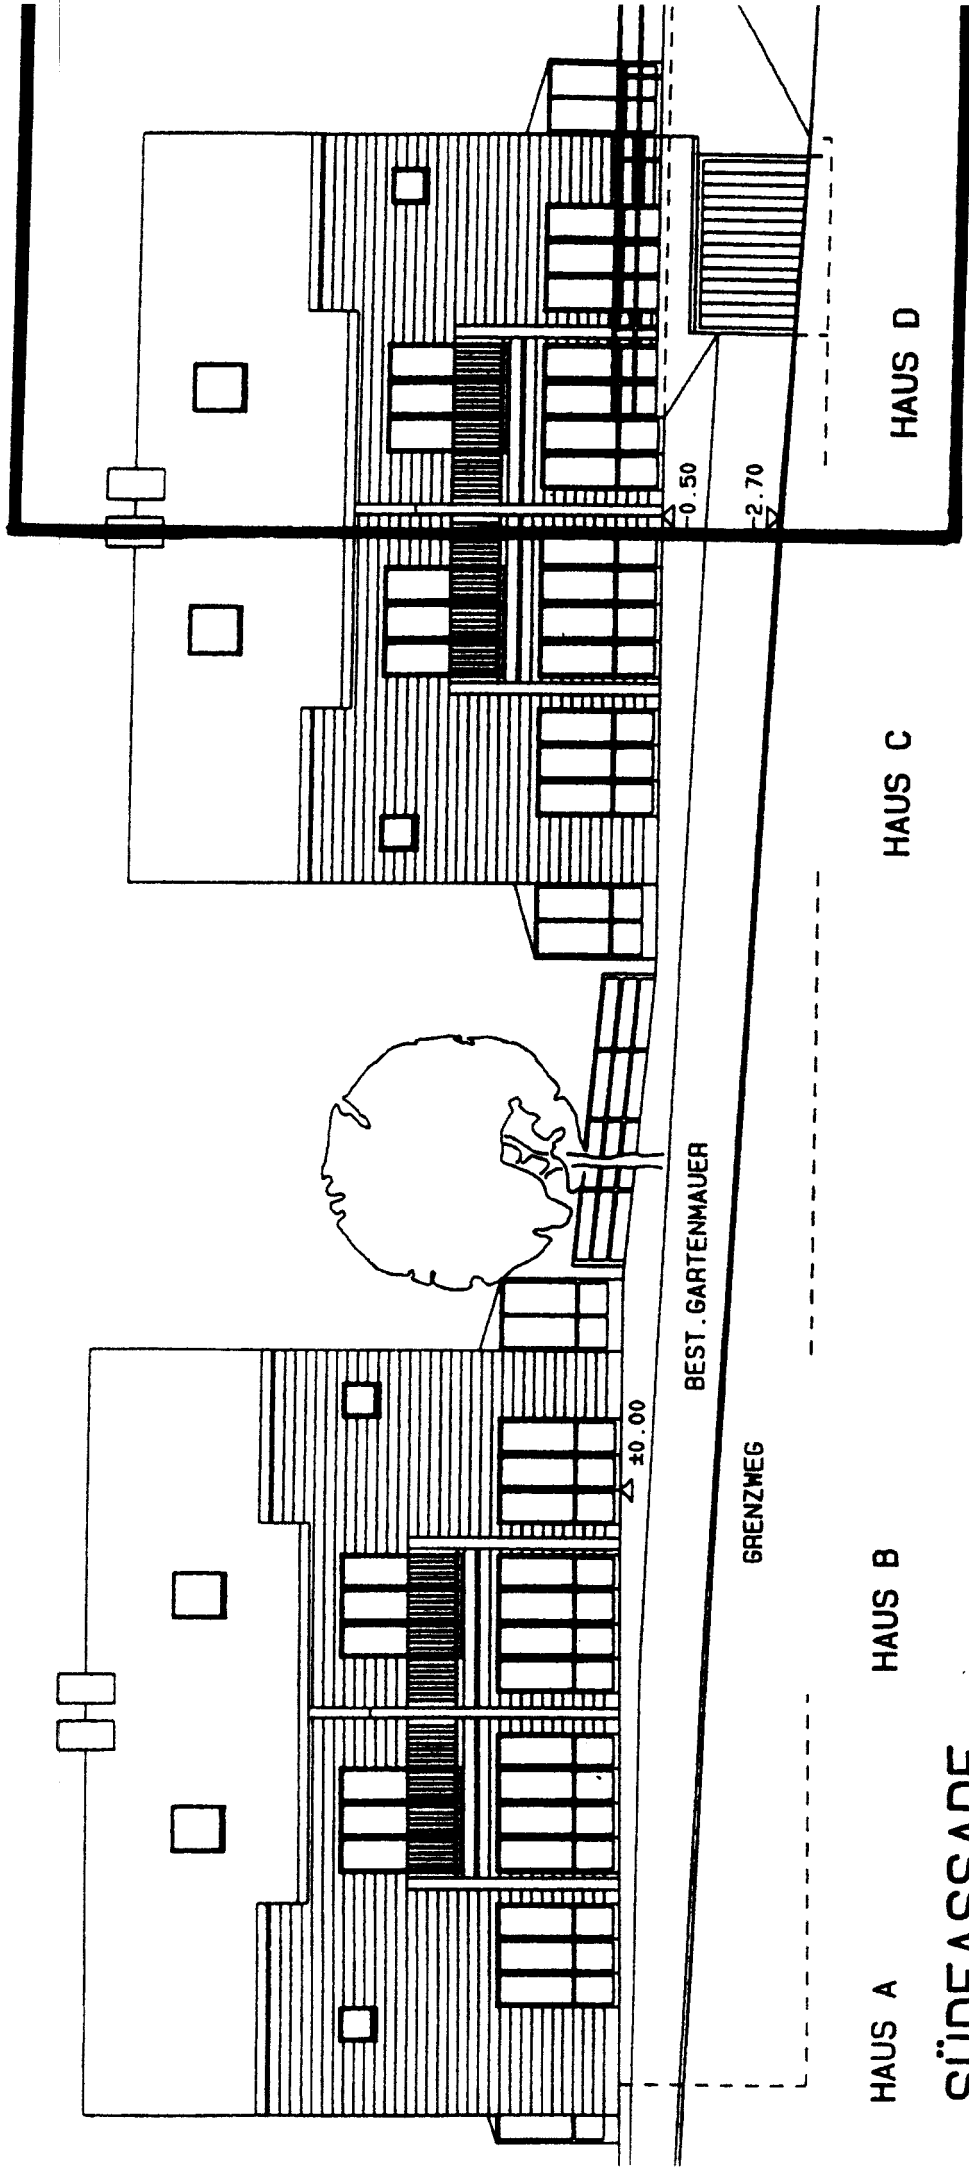 -0.50
-2.70
±0.00
BEST.GARTENMAUER
GRENZWEG
HAUS A
HAUS B
HAUS C
HAUS D
SÜDFASSADE